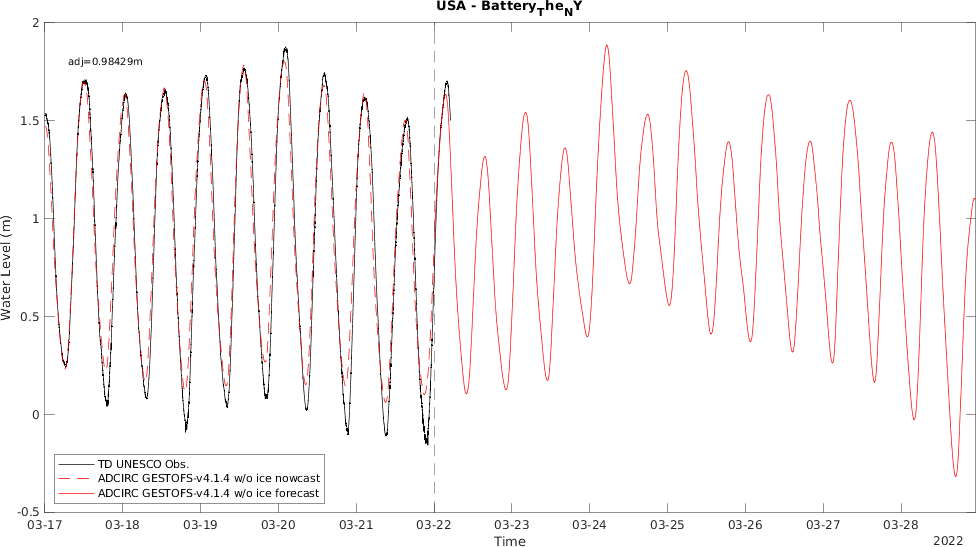 USA - Battery_The_NY
adj=0.98429m
2
1.5
1
0.5
0
-0.5
Water Level (m)
TD UNESCO Obs.
ADCIRC GESTOFS-v4.1.4 w/o ice nowcast
ADCIRC GESTOFS-v4.1.4 w/o ice forecast
03-17 03-18 03-19 03-20 03-21 03-22 03-23 03-24 03-25 03-26 03-27 03-28
Time
2022